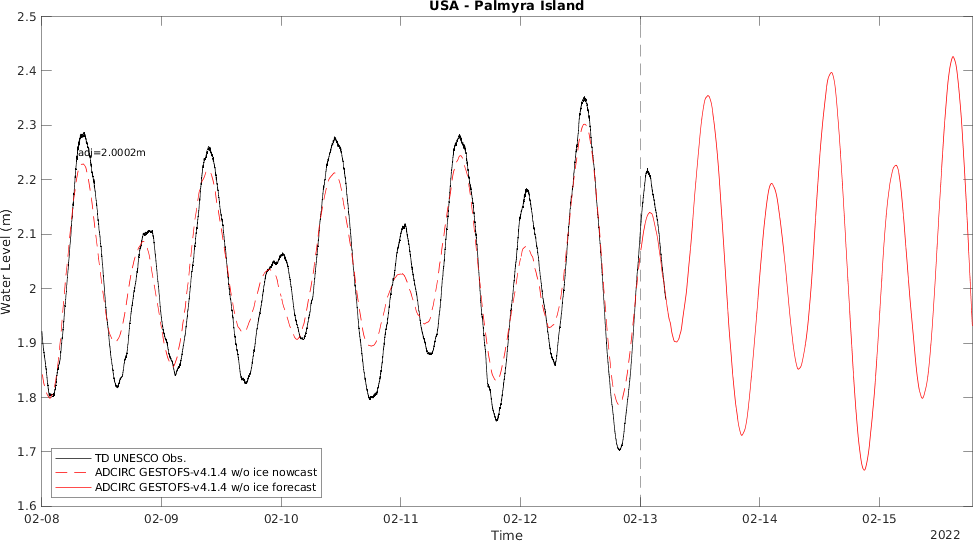 USA - Palmyra Island
2.5
2.4
2.3
2.2
2.1
2
1.9
1.8
1.7
1.6
Water Level (m)
adj=2.0002m
TD UNESCO Obs.
ADCIRC GESTOFS-v4.1.4 w/o ice nowcast
ADCIRC GESTOFS-v4.1.4 w/o ice forecast
02-08 02-09 02-10 02-11 02-12 02-13 02-14 02-15
Time
2022